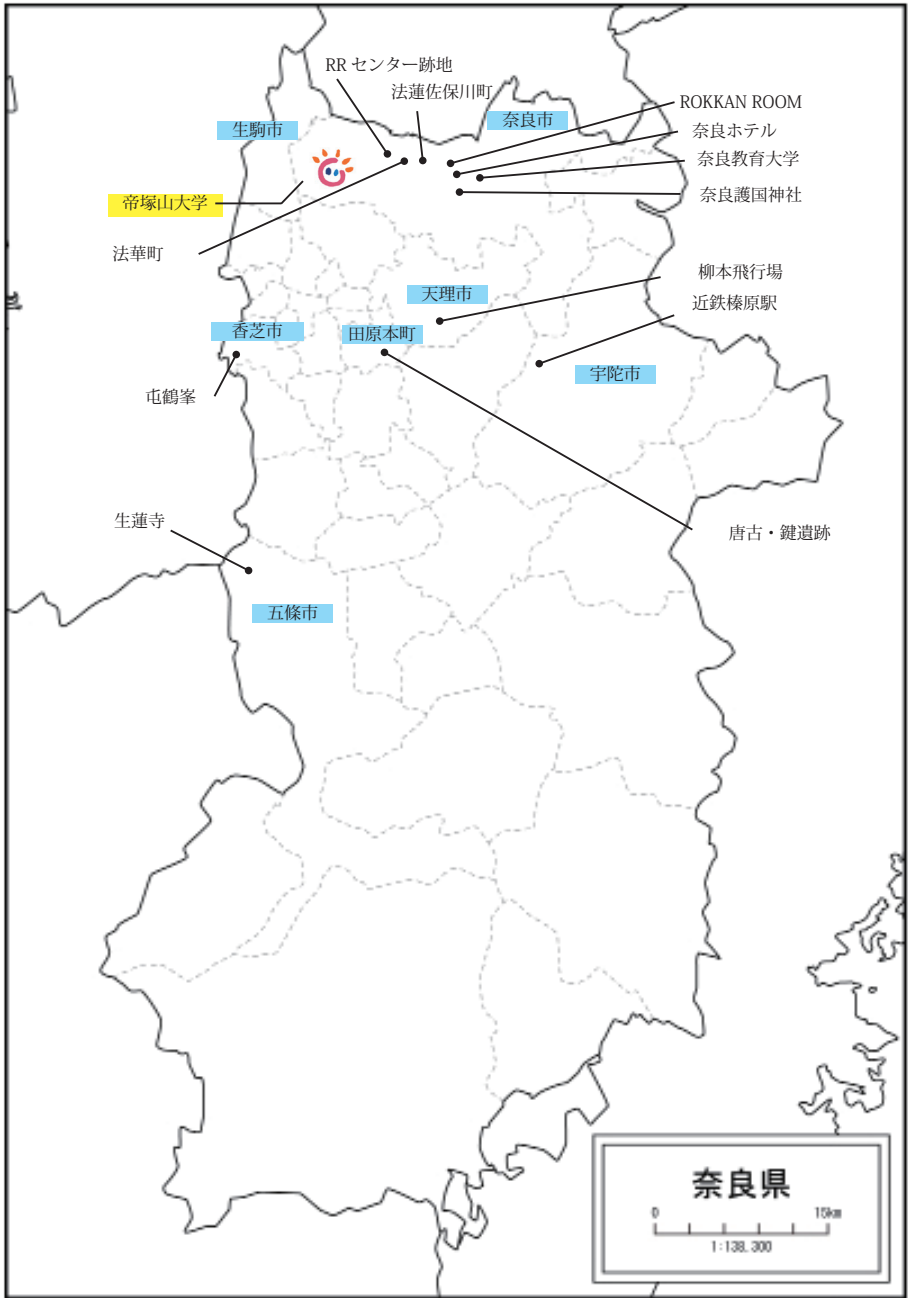 RR センター跡地
法蓮佐保川町
ROKKAN ROOM
奈良市
生駒市
奈良ホテル
奈良教育大学
奈良護国神社
帝塚山大学
法華町
柳本飛行場
天理市
近鉄榛原駅
香芝市
田原本町
宇陀市
屯鶴峯
生蓮寺
唐古・鍵遺跡
五條市
奈良県
0 15km
1:138,300